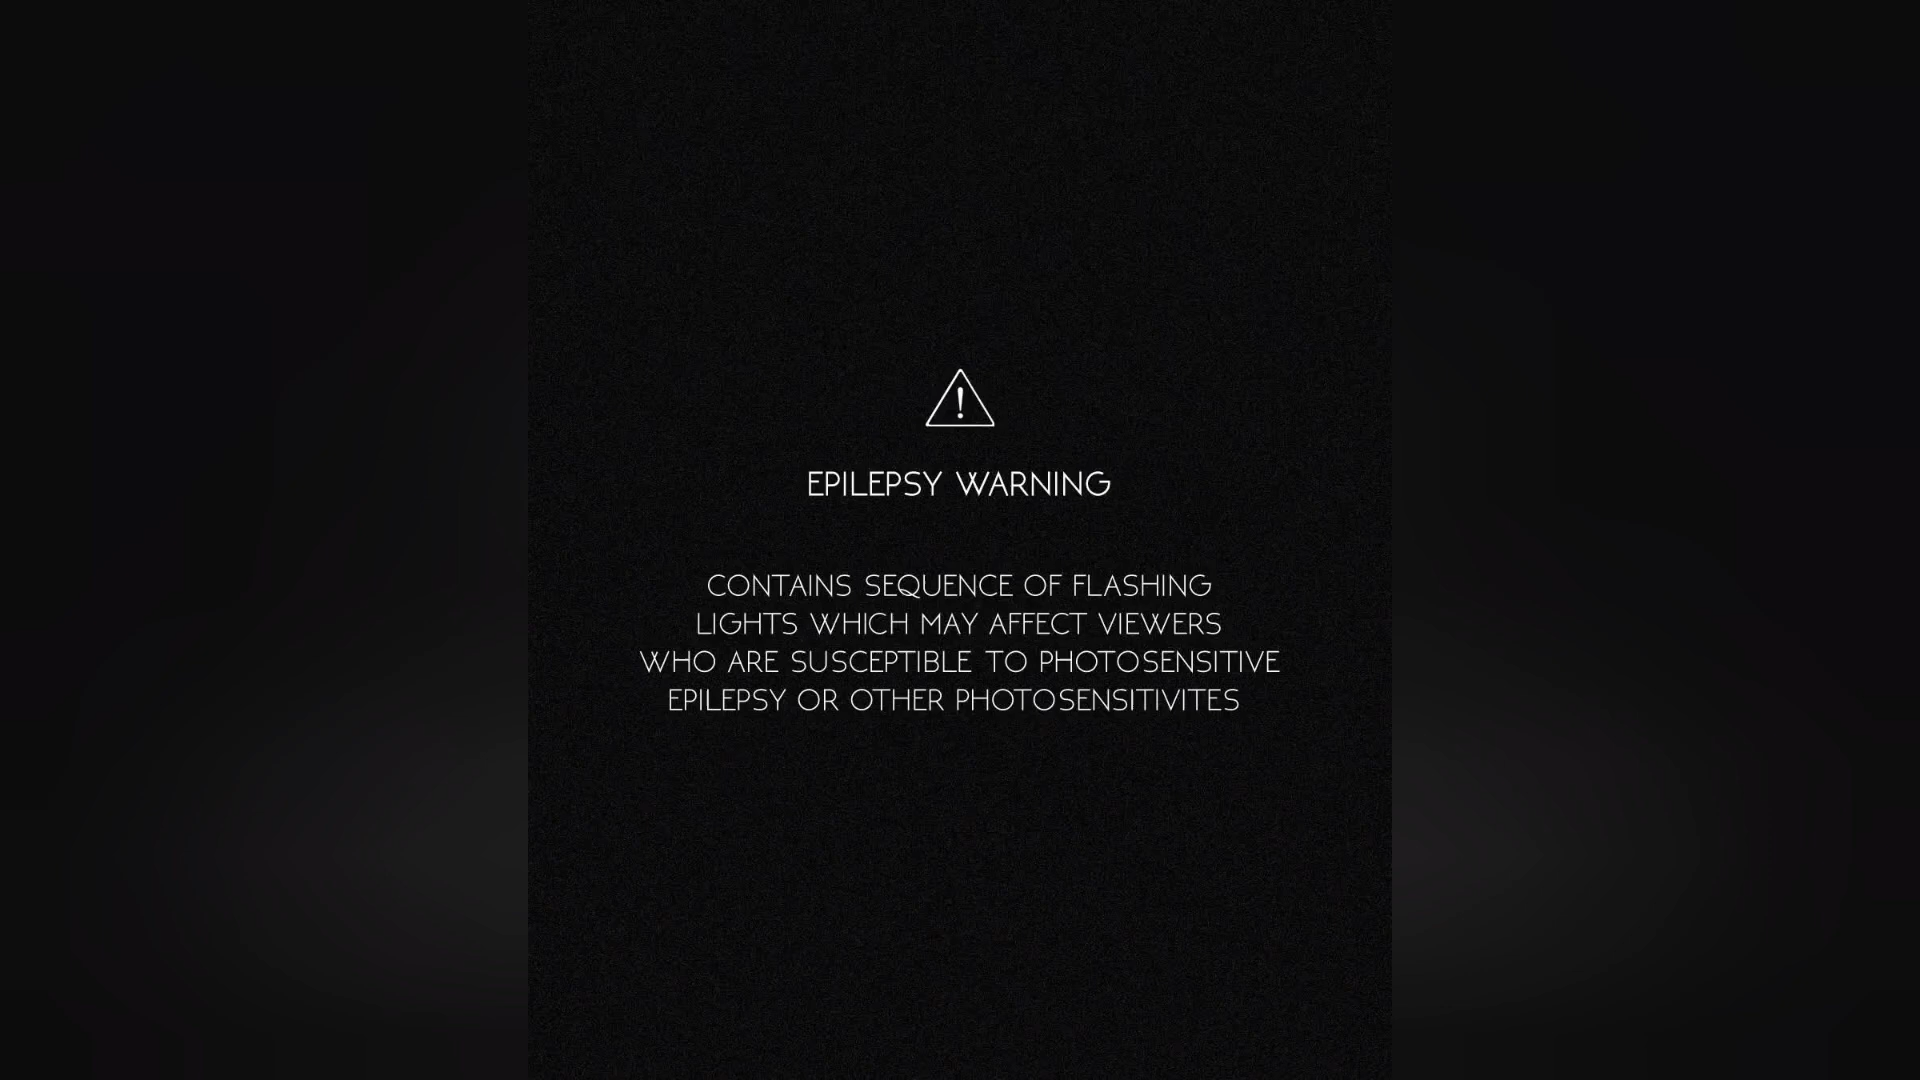 EPILEPSY WARNING
CONTAINS SEQUENCE OF FLASHING
LIGHTS WHICH MAY AFFECT VIEWERS
WHO ARE SUSCEPTIBLE TO PHOTOSENSITIVE
EPILEPSY OR OTHER PHOTOSENSITIVITES